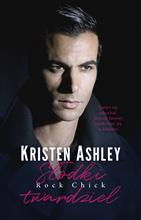 KRISTEN ASHLEY
Słodki
Rock Chick
twardziel